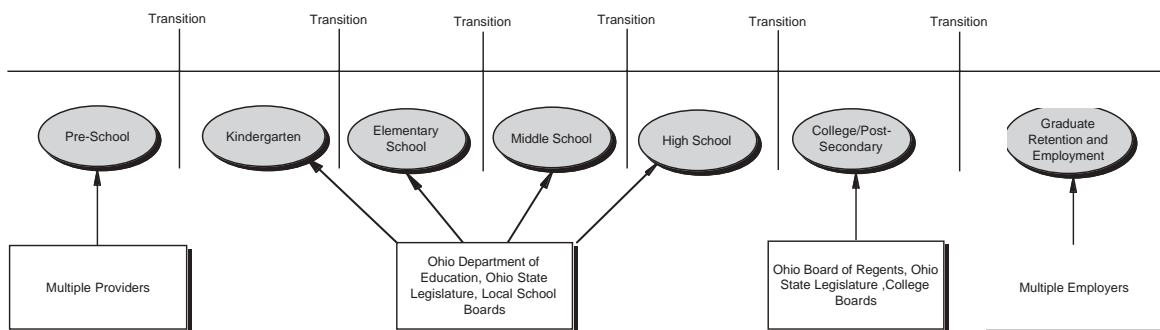 Transition
Transition
Transition
Transition
Transition
Transition
Pre-School
Kindergarten
Elementary
School
Middle School
High School
College/Post-
Secondary
Graduate
Retention and
Employment
Multiple Providers
Ohio Department of
Education, Ohio State
Legislature, Local School
Boards
Ohio Board of Regents, Ohio
State Legislature ,College
Boards
Multiple Employers